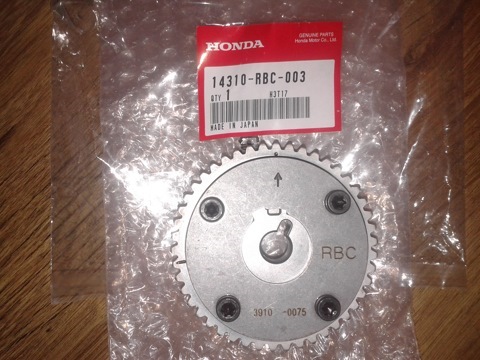 HONDA
GENUINE PARTS
Honda Motor Co., Ltd.
14310-RBC-003
QTY 1 H3T17
MADE IN JAPAN
RBC
3910 -0075